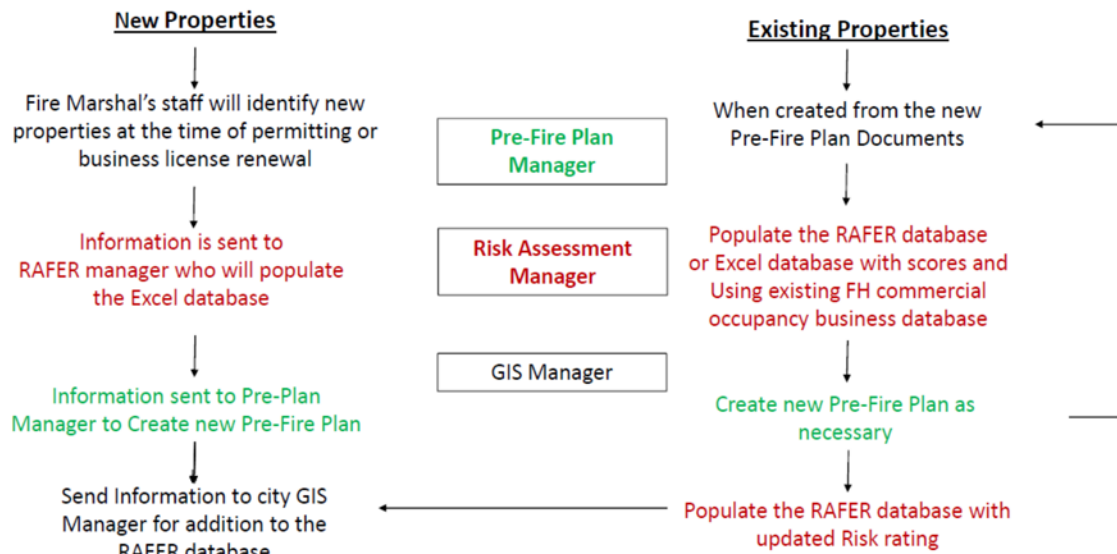 New Properties
Fire Marshal's staff will identify new
properties at the time of permitting or
business license renewal
Information is sent to
RAFER manager who will populate
the Excel database
Information sent to Pre-Plan
Manager to Create new Pre-Fire Plan
Send Information to city GIS
Manager for addition to the
RAFER database
Pre-Fire Plan
Manager
Risk Assessment
Manager
GIS Manager
Existing Properties
When created from the new
Pre-Fire Plan Documents
Populate the RAFER database
or Excel database with scores and
Using existing FH commercial
occupancy business database
Create new Pre-Fire Plan as
necessary
Populate the RAFER database with
updated Risk rating